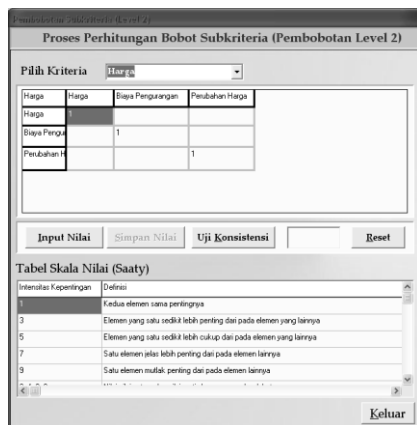 Pembobotan Subkriteria (Level 2)
Proses Perhitungan Bobot Subkriteria (Pembobotan Level 2)
Pilih Kriteria Harga
Harga Harga Biaya Pengurangan Perubahan Harga
Harga 1
Biaya Pengu 1
Perubahan H 1
Input Nilai Simpan Nilai Uji Konsistensi Reset
Tabel Skala Nilai (Saaty)
Intensitas Kepentingan Definisi
1 Kedua elemen sama pentingnya
3 Elemen yang satu sedikit lebih penting dari pada elemen yang lainnya
5 Elemen yang satu sedikit lebih cukup dari pada elemen yang lainnya
7 Satu elemen jelas lebih penting dari pada elemen lainnya
9 Satu elemen mutlak penting dari pada elemen lainnya
Keluar